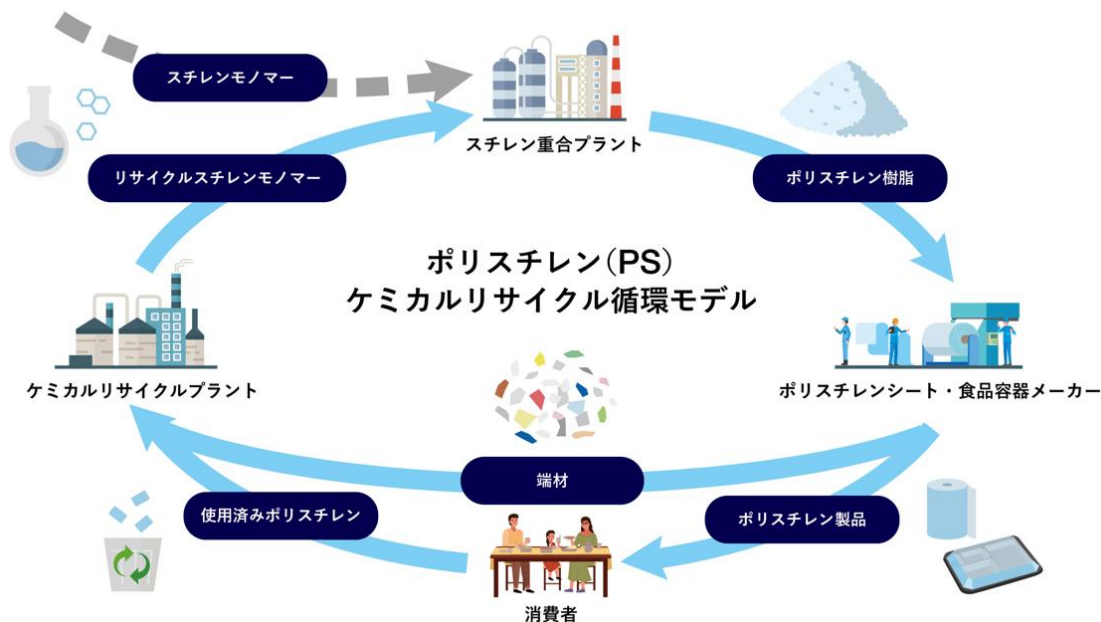 スチレンモノマー
スチレン重合プラント
リサイクルスチレンモノマー
ポリスチレン樹脂
ポリスチレン(PS)
ケミカルリサイクル循環モデル
ケミカルリサイクルプラント
ポリスチレンシート・食品容器メーカー
端材
使用済みポリスチレン
ポリスチレン製品
消費者